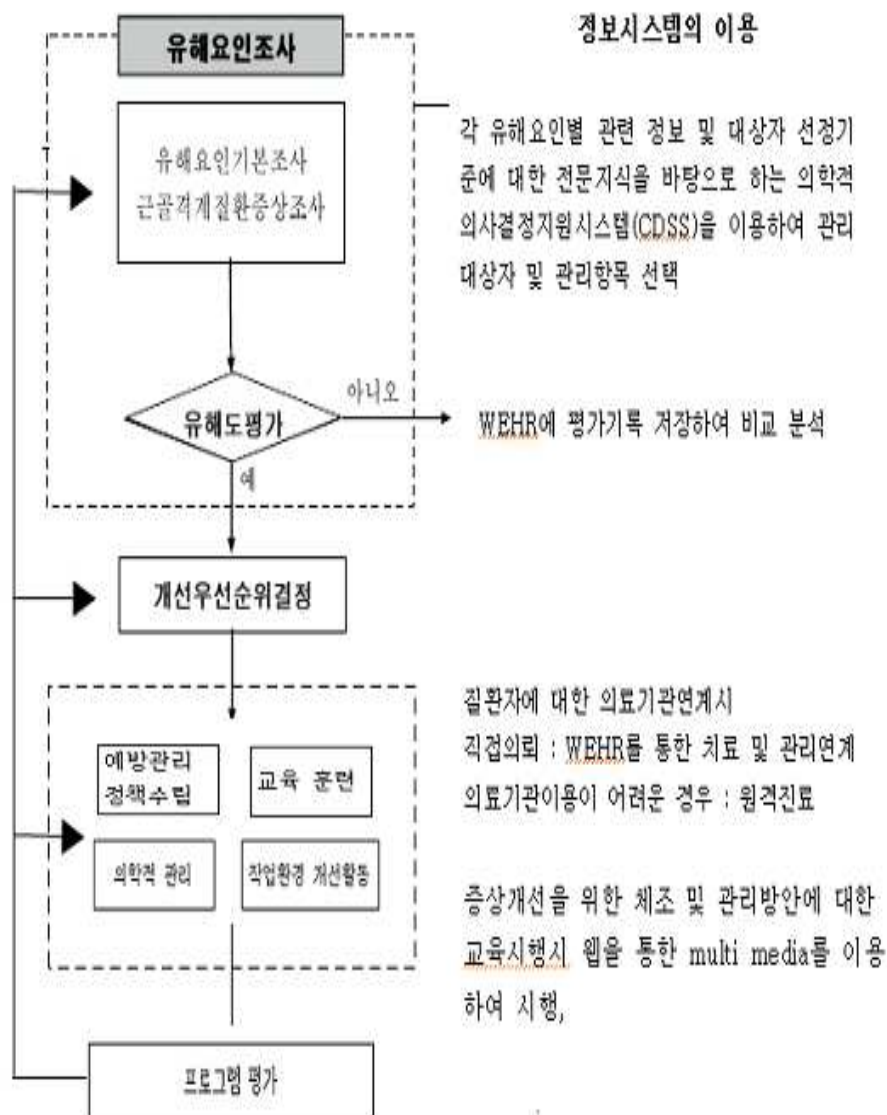 유해요인조사
정보시스템의 이용
유해요인기본조사
근골격계질환증상조사
각 유해요인별 관련 정보 및 대상자 선정기
준에 대한 전문지식을 바탕으로 하는 의학적
의사결정지원시스템(CDSS)을 이용하여 관리
대상자 및 관리항목 선택
유해도평가
아니오
WEHR에 평가기록 저장하여 비교 분석
예
개선우선순위결정
예방관리
정책수립
교육 훈련
의학적 관리
작업환경 개선활동
질환자에 대한 의료기관연계시
직접의뢰 : WEHR를 통한 치료 및 관리연계
의료기관이용이 어려운 경우 : 원격진료
증상개선을 위한 체조 및 관리방안에 대한
교육시행시 웹을 통한 multi media를 이용
하여 시행,
프로그램 평가